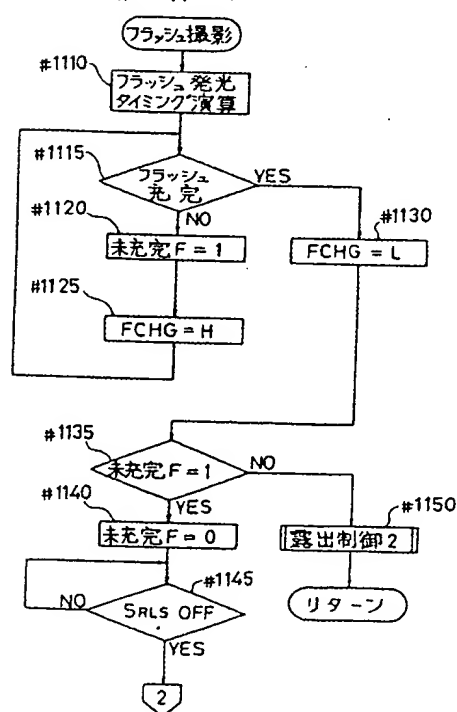 フラッシュ撮影
#1110
フラッシュ発光
タイミング演算
#1115
フラッシュ
充完
YES
NO
#1120
未充完F=1
#1130
FCHG=L
#1125
FCHG=H
#1135
未充完F=1
NO
YES
#1140
未充完F=0
#1150
露出制御2
#1145
NO
SRLS OFF
リターン
YES
2